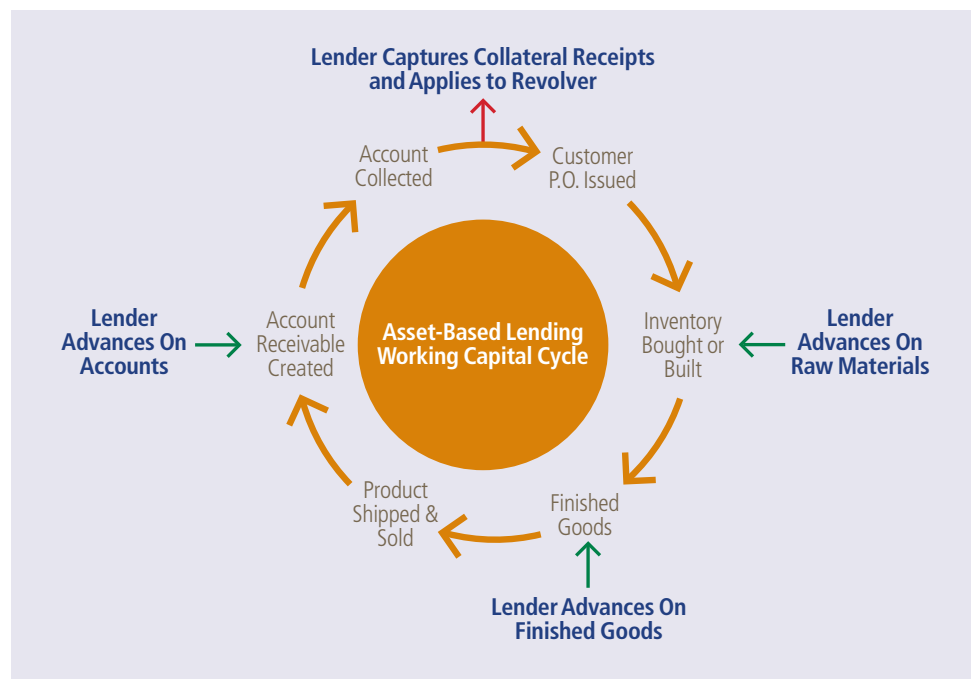 Lender Captures Collateral Receipts
and Applies to Revolver
Account
Collected
Customer
P.O. Issued
Lender
Advances On
Accounts
Account
Receivable
Created
Asset-Based Lending
Working Capital Cycle
Inventory
Bought or
Built
Lender
Advances On
Raw Materials
Product
Shipped &
Sold
Finished
Goods
Lender Advances On
Finished Goods